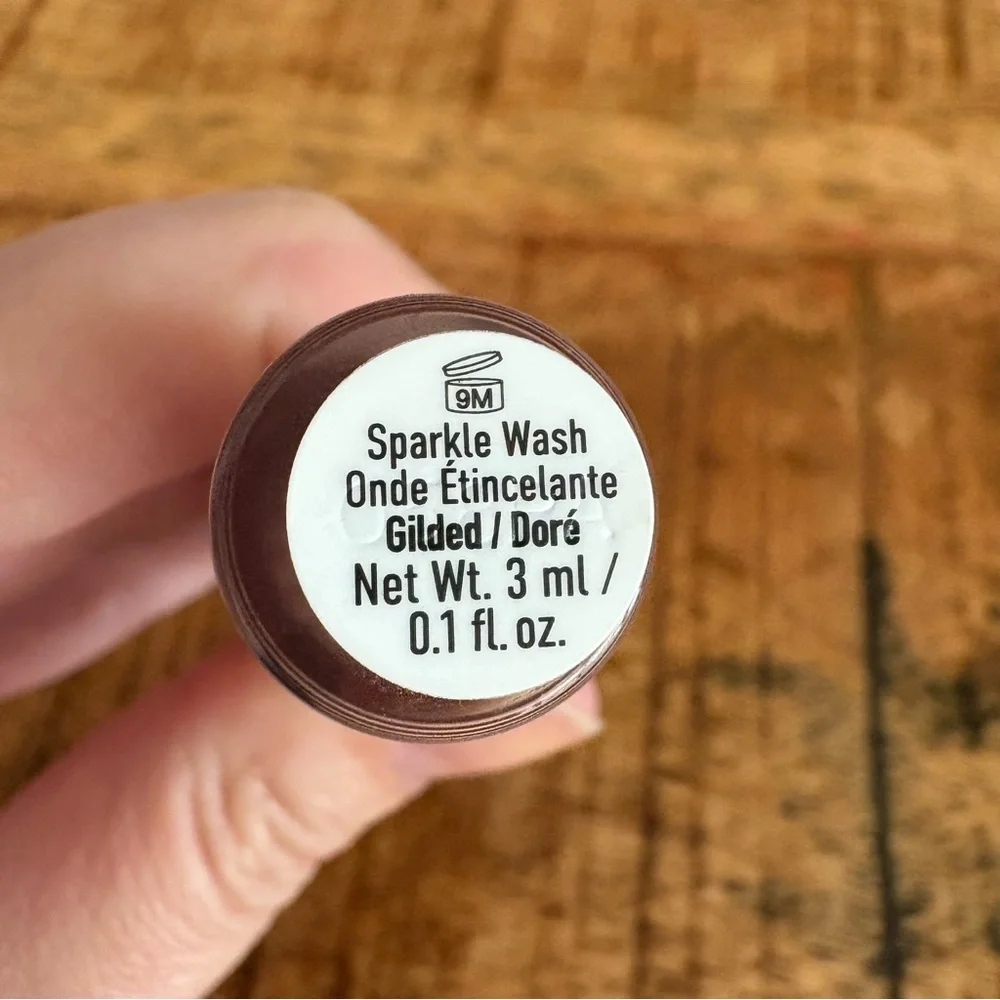 9M
Sparkle Wash
Onde Étincelante
Gilded / Doré
Net Wt. 3 ml /
0.1 fl. oz.